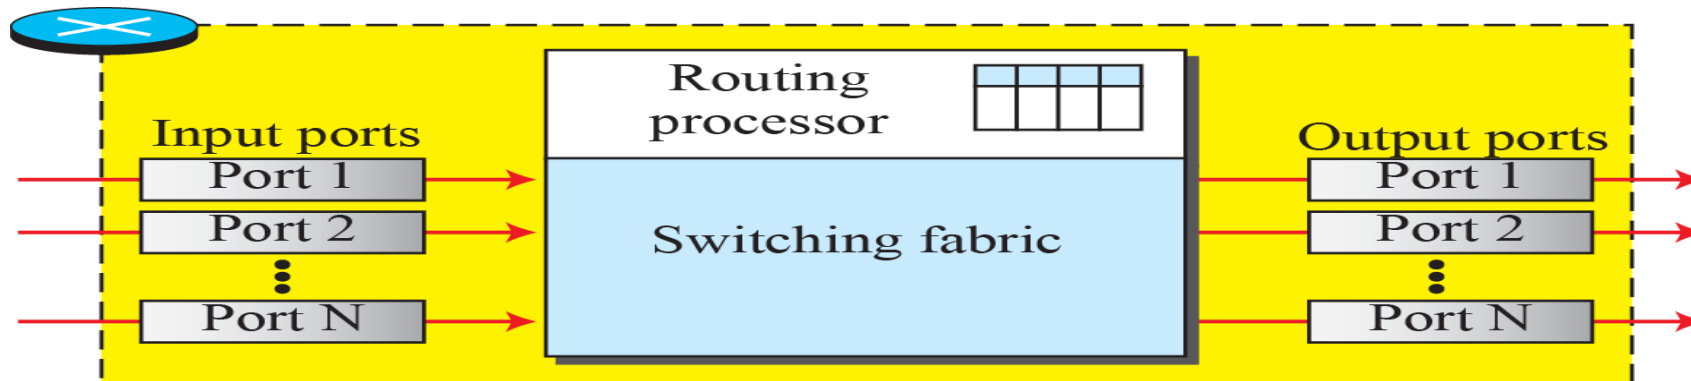 Routing
processor
Input ports
Output ports
Port 1
Port 1
Port 2
Switching fabric
Port 2
Port N
Port N